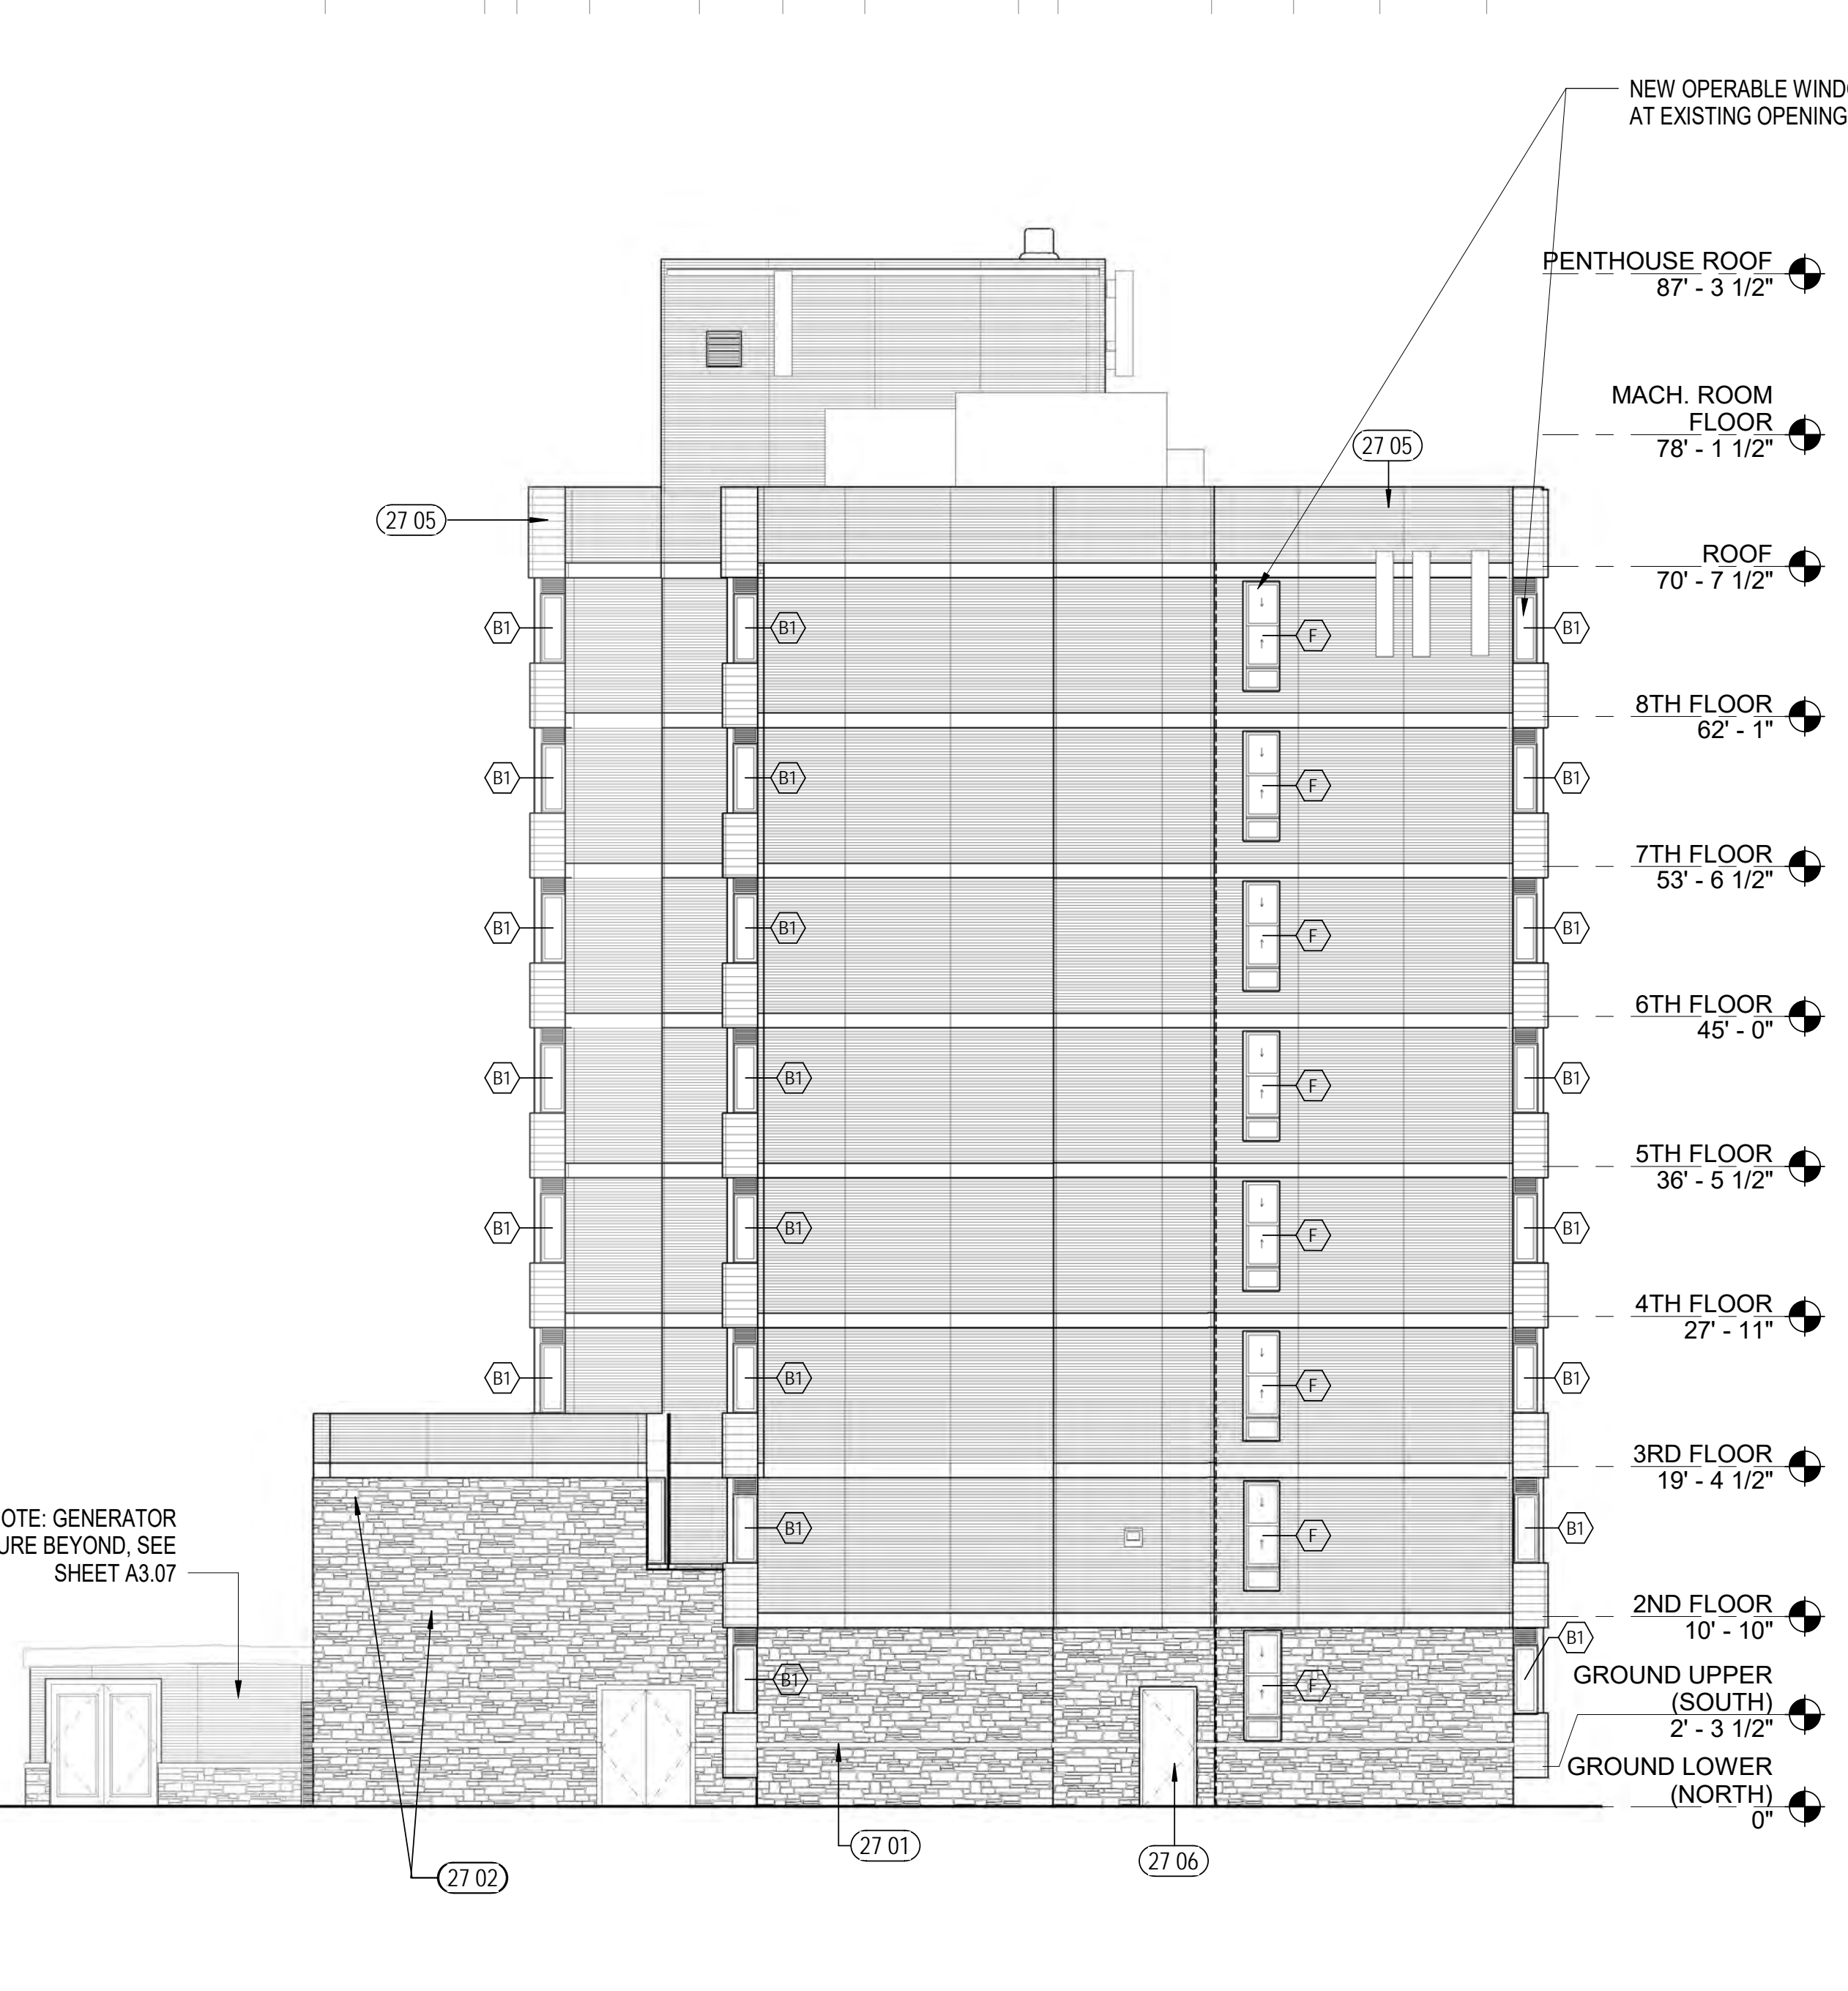 NEW OPERABLE
AT EXISTING OPENING
PENTHOUSE ROOF
87' - 3 1/2"
MACH. ROOM
FLOOR
78' - 1 1/2"
27 05
27 05
ROOF
70' - 7 1/2"
B1
B1
F
B1
8TH FLOOR
62' - 1"
B1
B1
F
B1
7TH FLOOR
53' - 6 1/2"
B1
B1
F
B1
6TH FLOOR
45' - 0"
B1
B1
F
B1
5TH FLOOR
36' - 5 1/2"
B1
B1
F
B1
4TH FLOOR
27' - 11"
B1
B1
F
B1
3RD FLOOR
19' - 4 1/2"
OTE: GENERATOR
URE BEYOND, SEE
SHEET A3.07
B1
F
B1
2ND FLOOR
10' - 10"
B1
F
B1
GROUND UPPER
(SOUTH)
2' - 3 1/2"
GROUND LOWER
(NORTH)
0"
27 01
27 06
27 02